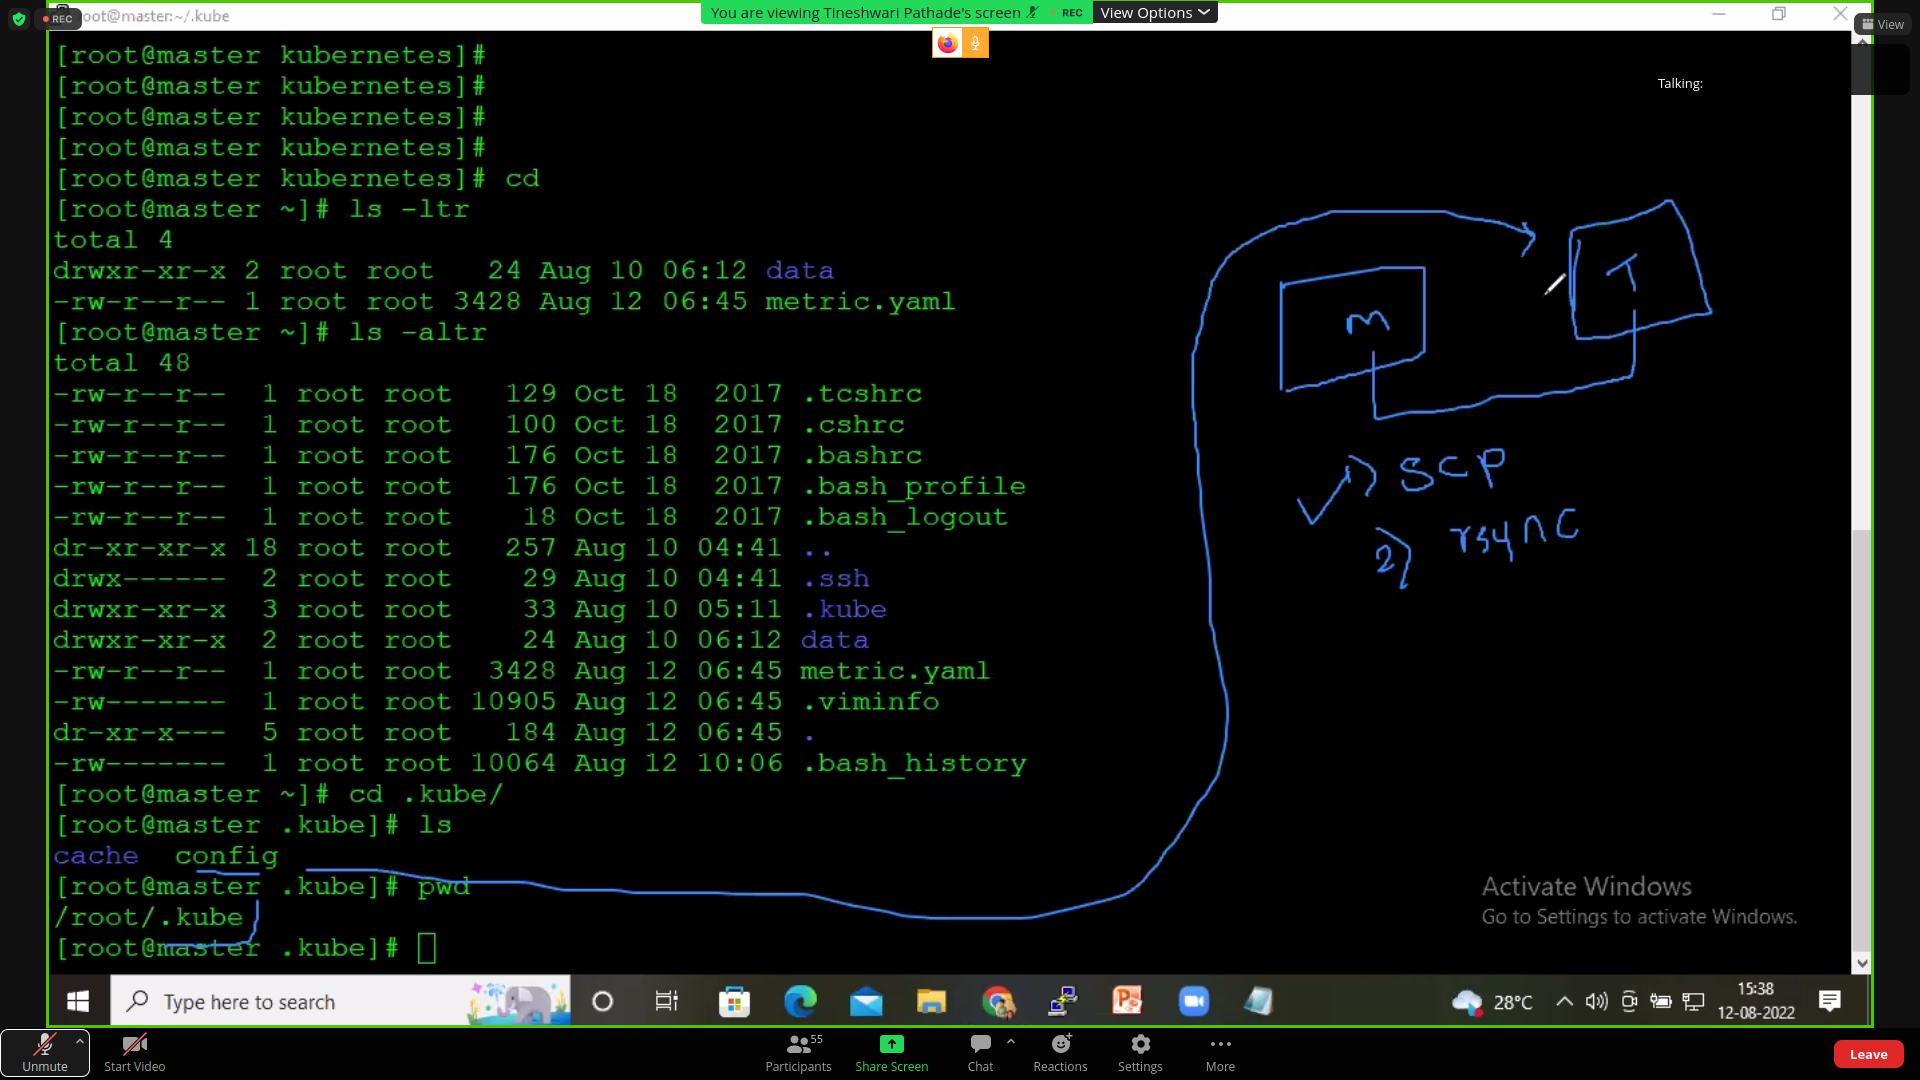 root@master:~/.kube
REC
You are viewing Tineshwari Pathade's screen
REC
View Options
View
Talking:
[root@master kubernetes]#
[root@master kubernetes]#
[root@master kubernetes]#
[root@master kubernetes]#
[root@master kubernetes]# cd
[root@master ~]# ls -ltr
total 4
drwxr-xr-x 2 root root   24 Aug 10 06:12 data
-rw-r--r-- 1 root root 3428 Aug 12 06:45 metric.yaml
[root@master ~]# ls -altr
total 48
-rw-r--r--  1 root root   129 Oct 18  2017 .tcshrc
-rw-r--r--  1 root root   100 Oct 18  2017 .cshrc
-rw-r--r--  1 root root   176 Oct 18  2017 .bashrc
-rw-r--r--  1 root root   176 Oct 18  2017 .bash_profile
-rw-r--r--  1 root root    18 Oct 18  2017 .bash_logout
dr-xr-xr-x 18 root root   257 Aug 10 04:41 ..
drwx------  2 root root    29 Aug 10 04:41 .ssh
drwxr-xr-x  3 root root    33 Aug 10 05:11 .kube
drwxr-xr-x  2 root root    24 Aug 10 06:12 data
-rw-r--r--  1 root root  3428 Aug 12 06:45 metric.yaml
-rw-------  1 root root 10905 Aug 12 06:45 .viminfo
dr-xr-x---  5 root root   184 Aug 12 06:45 .
-rw-------  1 root root 10064 Aug 12 10:06 .bash_history
[root@master ~]# cd .kube/
[root@master .kube]# ls
cache  config
[root@master .kube]# pwd
/root/.kube
[root@master .kube]#
M
T
1) SCP
2) rsync
Activate Windows
Go to Settings to activate Windows.
Type here to search
28°C
15:38
12-08-2022
Unmute
Start Video
55
Participants
Share Screen
Chat
Reactions
Settings
More
Leave